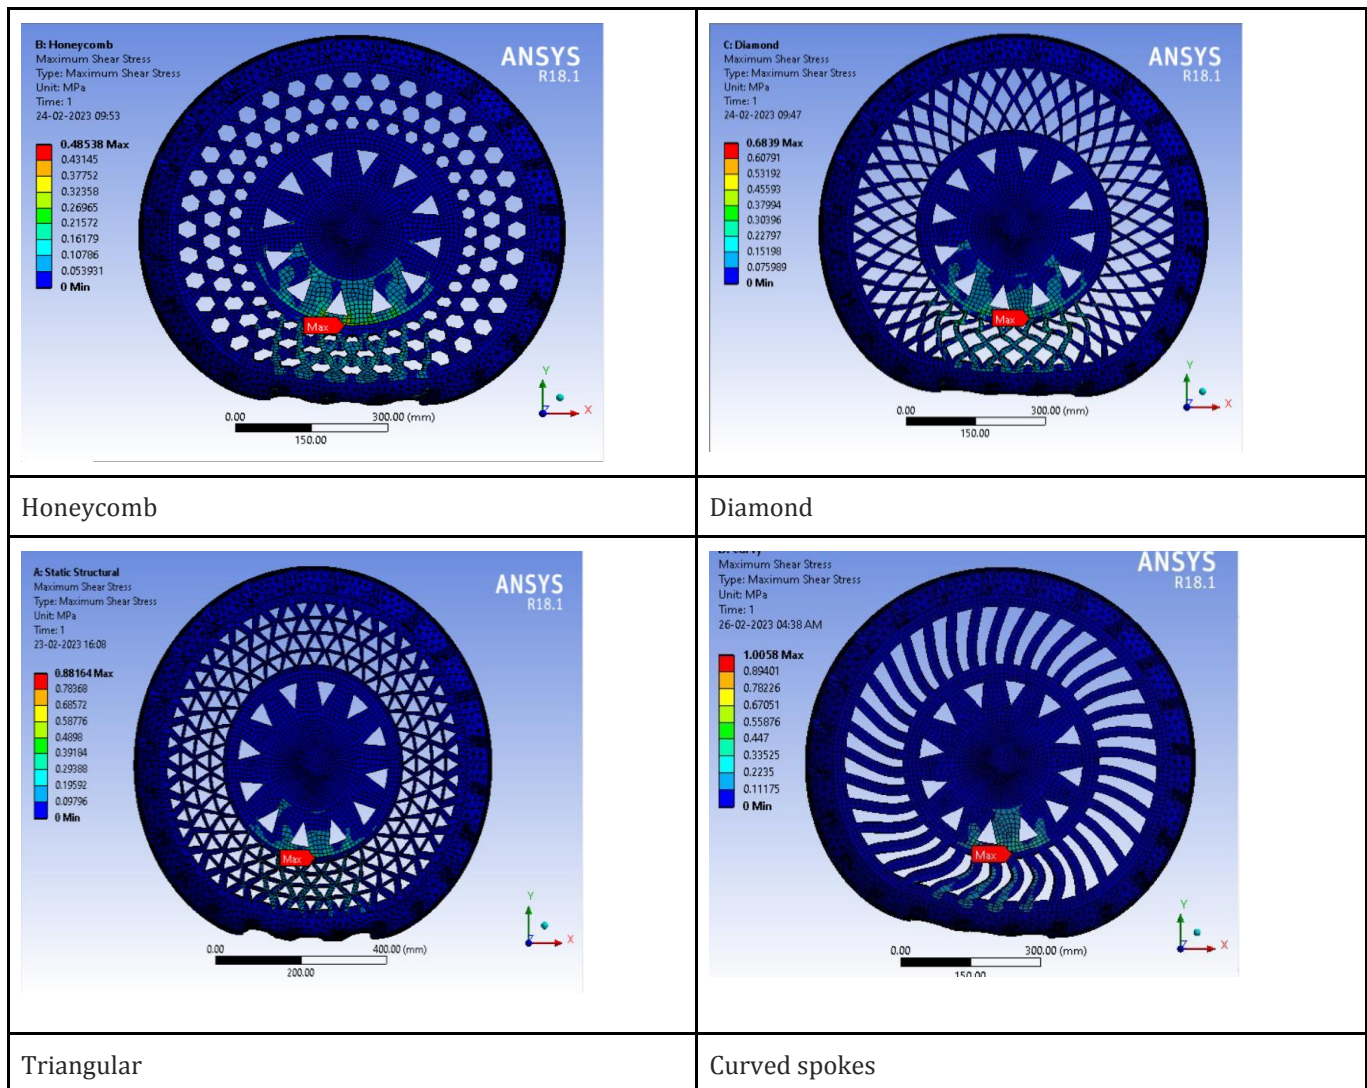 B: Honeycomb
Maximum Shear Stress
Type: Maximum Shear Stress
Unit: MPa
Time: 1
24-02-2023 09:53
0.48538 Max
0.43145
0.37752
0.32358
0.26965
0.21572
0.16179
0.10786
0.053931
0 Min
ANSYS
R18.1
Max
Y
X
0.00
300.00 (mm)
150.00
Honeycomb
C: Diamond
Maximum Shear Stress
Type: Maximum Shear Stress
Unit: MPa
Time: 1
24-02-2023 09:47
0.6839 Max
0.60791
0.53192
0.45593
0.37994
0.30396
0.22797
0.15198
0.075989
0 Min
ANSYS
R18.1
Max
Y
X
0.00
300.00 (mm)
150.00
Diamond
A: Static Structural
Maximum Shear Stress
Type: Maximum Shear Stress
Unit: MPa
Time: 1
23-02-2023 16:08
0.88164 Max
0.78368
0.68572
0.58776
0.4898
0.39184
0.29388
0.19592
0.09796
0 Min
ANSYS
R18.1
Max
Y
X
0.00
400.00 (mm)
200.00
Triangular
Maximum Shear Stress
Type: Maximum Shear Stress
Unit: MPa
Time: 1
26-02-2023 04:38 AM
1.0058 Max
0.89401
0.78226
0.67051
0.55876
0.447
0.33525
0.2235
0.11175
0 Min
ANSYS
R18.1
Max
Y
X
0.00
300.00 (mm)
150.00
Curved spokes